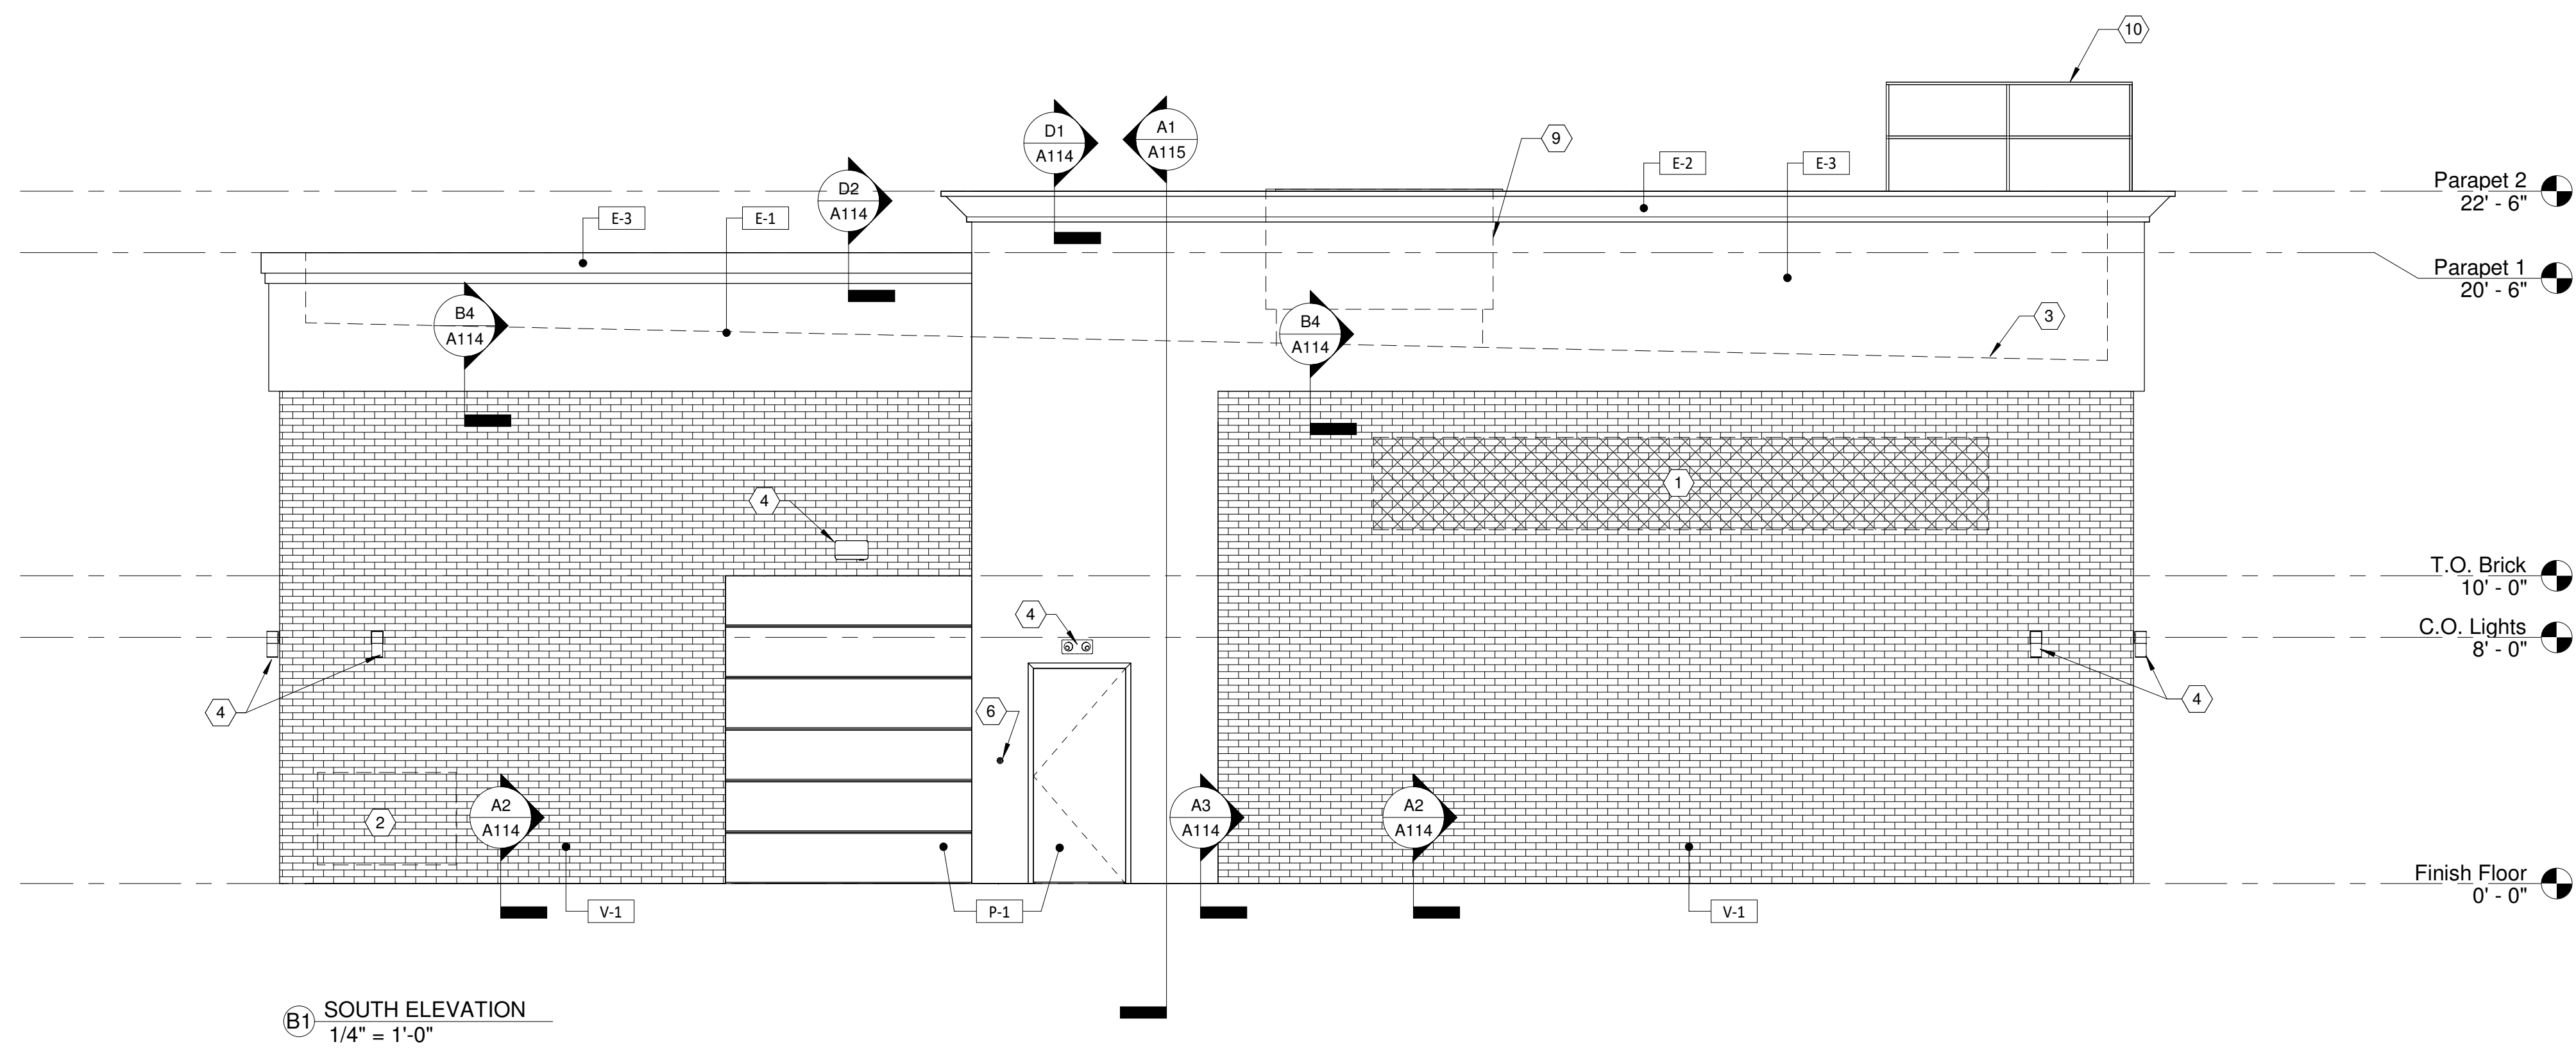 10
D1
A114
A1
A115
9
E-2
E-3
D2
A114
Parapet 2
22' - 6"
E-3
E-1
Parapet 1
20' - 6"
B4
A114
B4
A114
3
4
1
T.O. Brick
10' - 0"
4
C.O. Lights
8' - 0"
4
6
4
2
A2
A114
A3
A114
A2
A114
Finish Floor
0' - 0"
V-1
P-1
V-1
B1
SOUTH ELEVATION
1/4" = 1'-0"